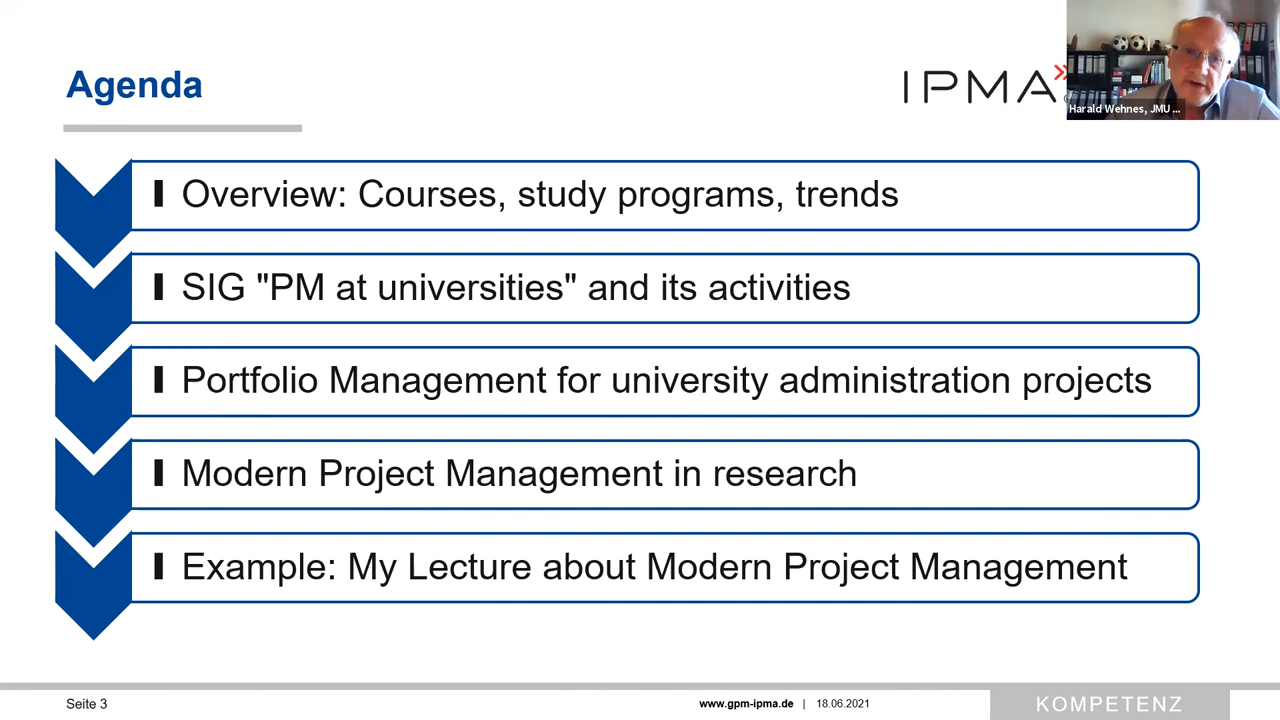 Agenda
IPMA
Harald Wehnes, JMU ...
Overview: Courses, study programs, trends
SIG "PM at universities" and its activities
Portfolio Management for university administration projects
Modern Project Management in research
Example: My Lecture about Modern Project Management
Seite 3
www.gpm-ipma.de | 18.06.2021
KOMPETENZ